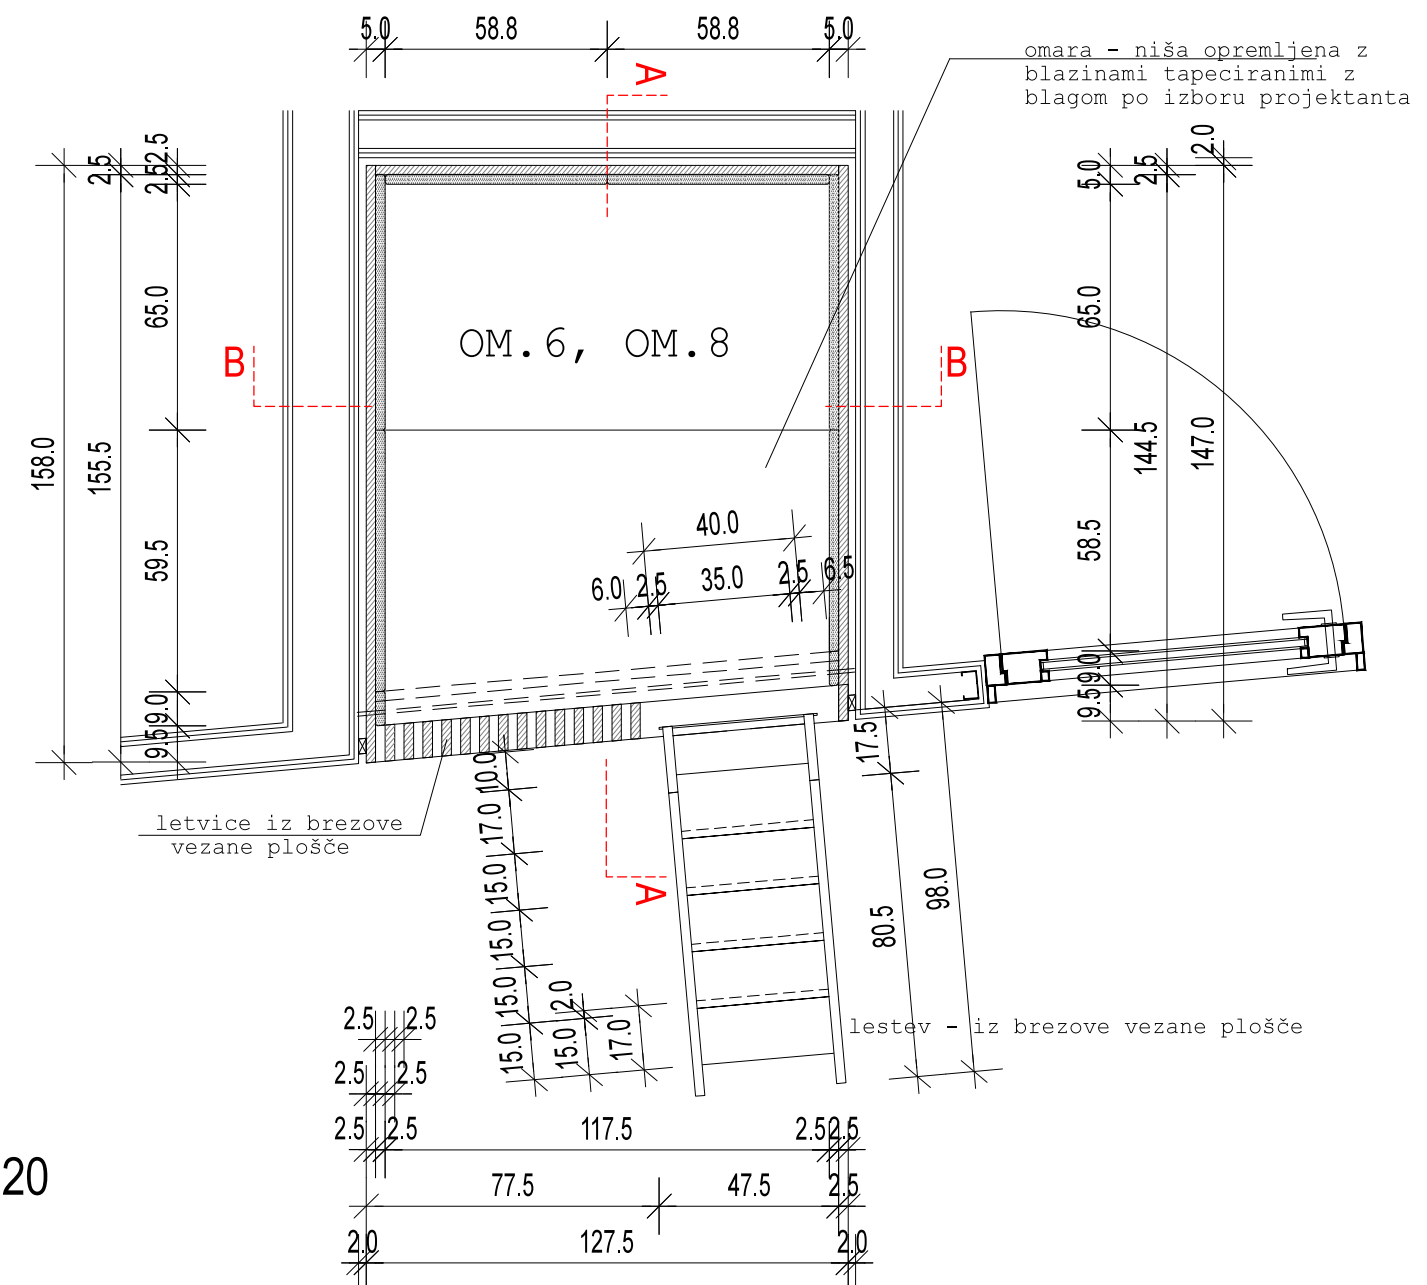 5.0 58.8 58.8 5.0
omara - niša opremljena z
blazinami tapeciranimi z
blagom po izboru projektanta
A
2.5 2.5 2.5
5.0 2.5 2.0
65.0
65.0
OM.6, OM.8
B
B
158.0 155.5
144.5 147.0
59.5
58.5
40.0
6.0 2.5 35.0 2.5 6.5
9.0
9.5
9.0
9.5
17.5
letvice iz brezove
vezane plošče
10.0
17.0
15.0
15.0
15.0
15.0
2.0
15.0
17.0
A
80.5
98.0
lestev - iz brezove vezane plošče
2.5 2.5
2.5 2.5
2.5 2.5 117.5 2.5 2.5
20
77.5 47.5 2.5
2.0 127.5 2.0